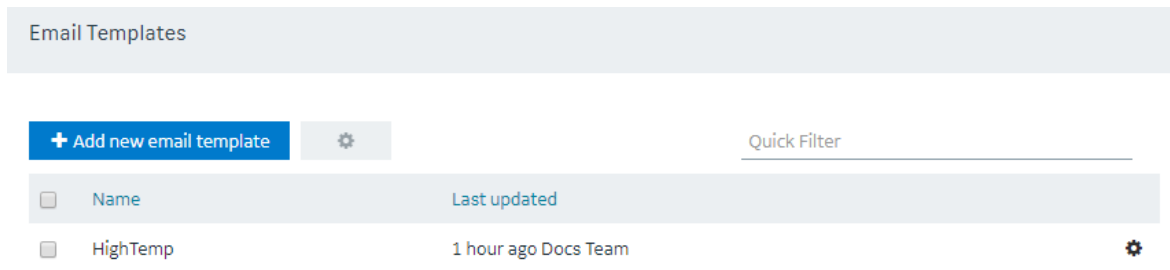 Email Templates
+ Add new email template
Quick Filter
Name Last updated
HighTemp 1 hour ago Docs Team